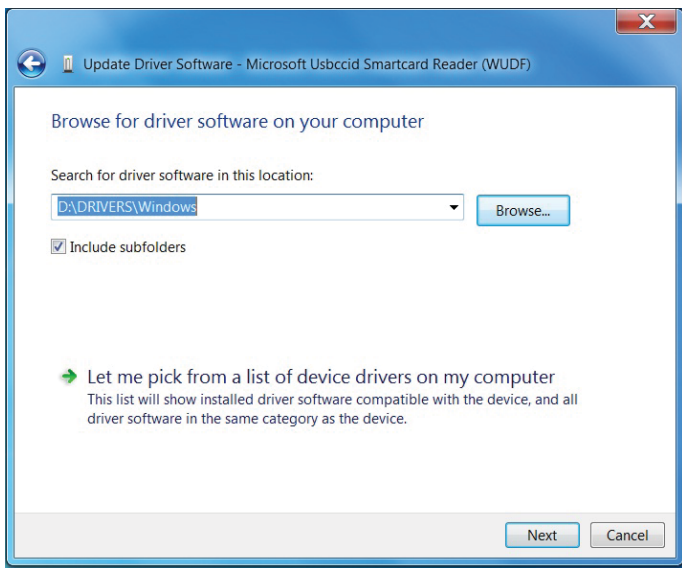 Update Driver Software - Microsoft Usbccid Smartcard Reader (WUDF)
Browse for driver software on your computer
Search for driver software in this location:
D:\DRIVERS\Windows
Browse...
Include subfolders
Let me pick from a list of device drivers on my computer
This list will show installed driver software compatible with the device, and all
driver software in the same category as the device.
Next
Cancel